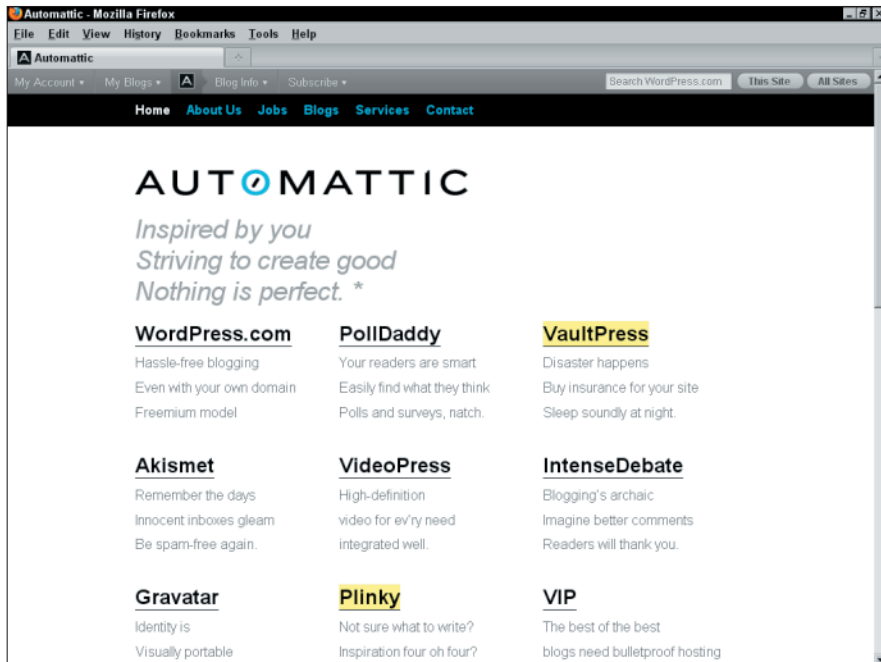 Automattic - Mozilla Firefox
File Edit View History Bookmarks Tools Help
Automattic
My Account My Blogs A Blog Info Subscribe Search WordPress.com This Site All Sites
Home About Us Jobs Blogs Services Contact
AUTOMATTIC
Inspired by you
Striving to create good
Nothing is perfect. *
WordPress.com PollDaddy VaultPress
Hassle-free blogging Your readers are smart Disaster happens
Even with your own domain Easily find what they think Buy insurance for your site
Freemium model Polls and surveys, natch. Sleep soundly at night.
Akismet VideoPress IntenseDebate
Remember the days High-definition Blogging's archaic
Innocent inboxes gleam video for ev'ry need Imagine better comments
Be spam-free again. integrated well. Readers will thank you.
Gravatar Plinky VIP
Identity is Not sure what to write? The best of the best
Visually portable Inspiration four oh four? blogs need bulletproof hosting